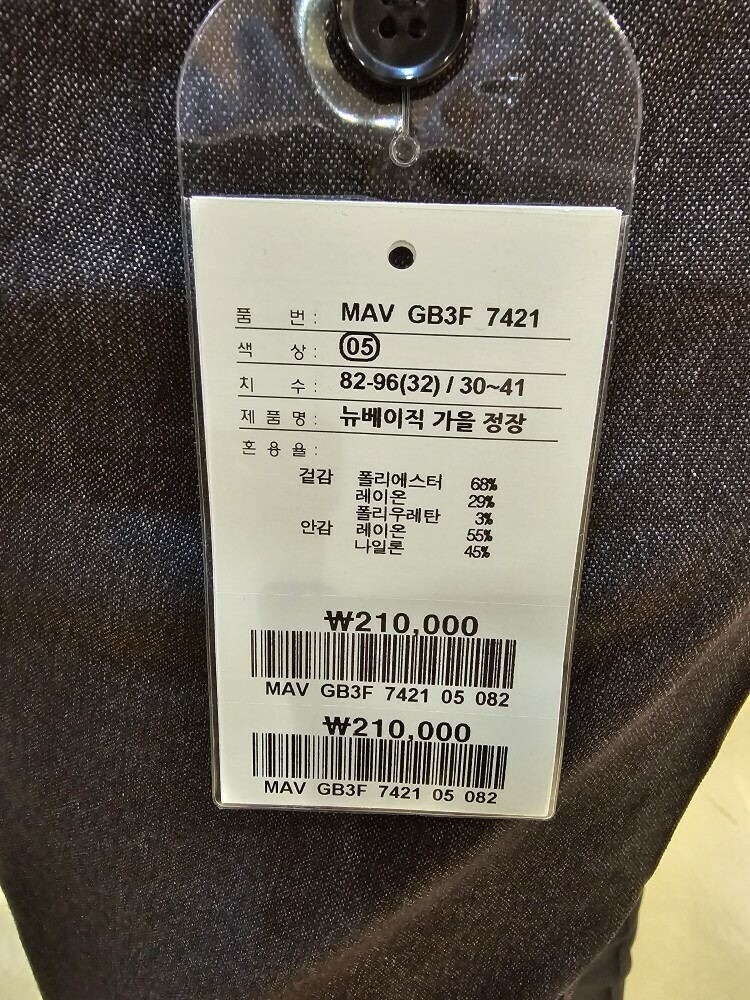 품 번 : MAV GB3F 7421
색 상 : 05
치 수 : 82-96(32) / 30~41
제 품 명 : 뉴베이직 가을 정장
혼 용 율 :
겉감 폴리에스터 68%
레이온 29%
폴리우레탄 3%
안감 레이온 55%
나일론 45%
₩210,000
MAV GB3F 7421 05 082
₩210,000
MAV GB3F 7421 05 082